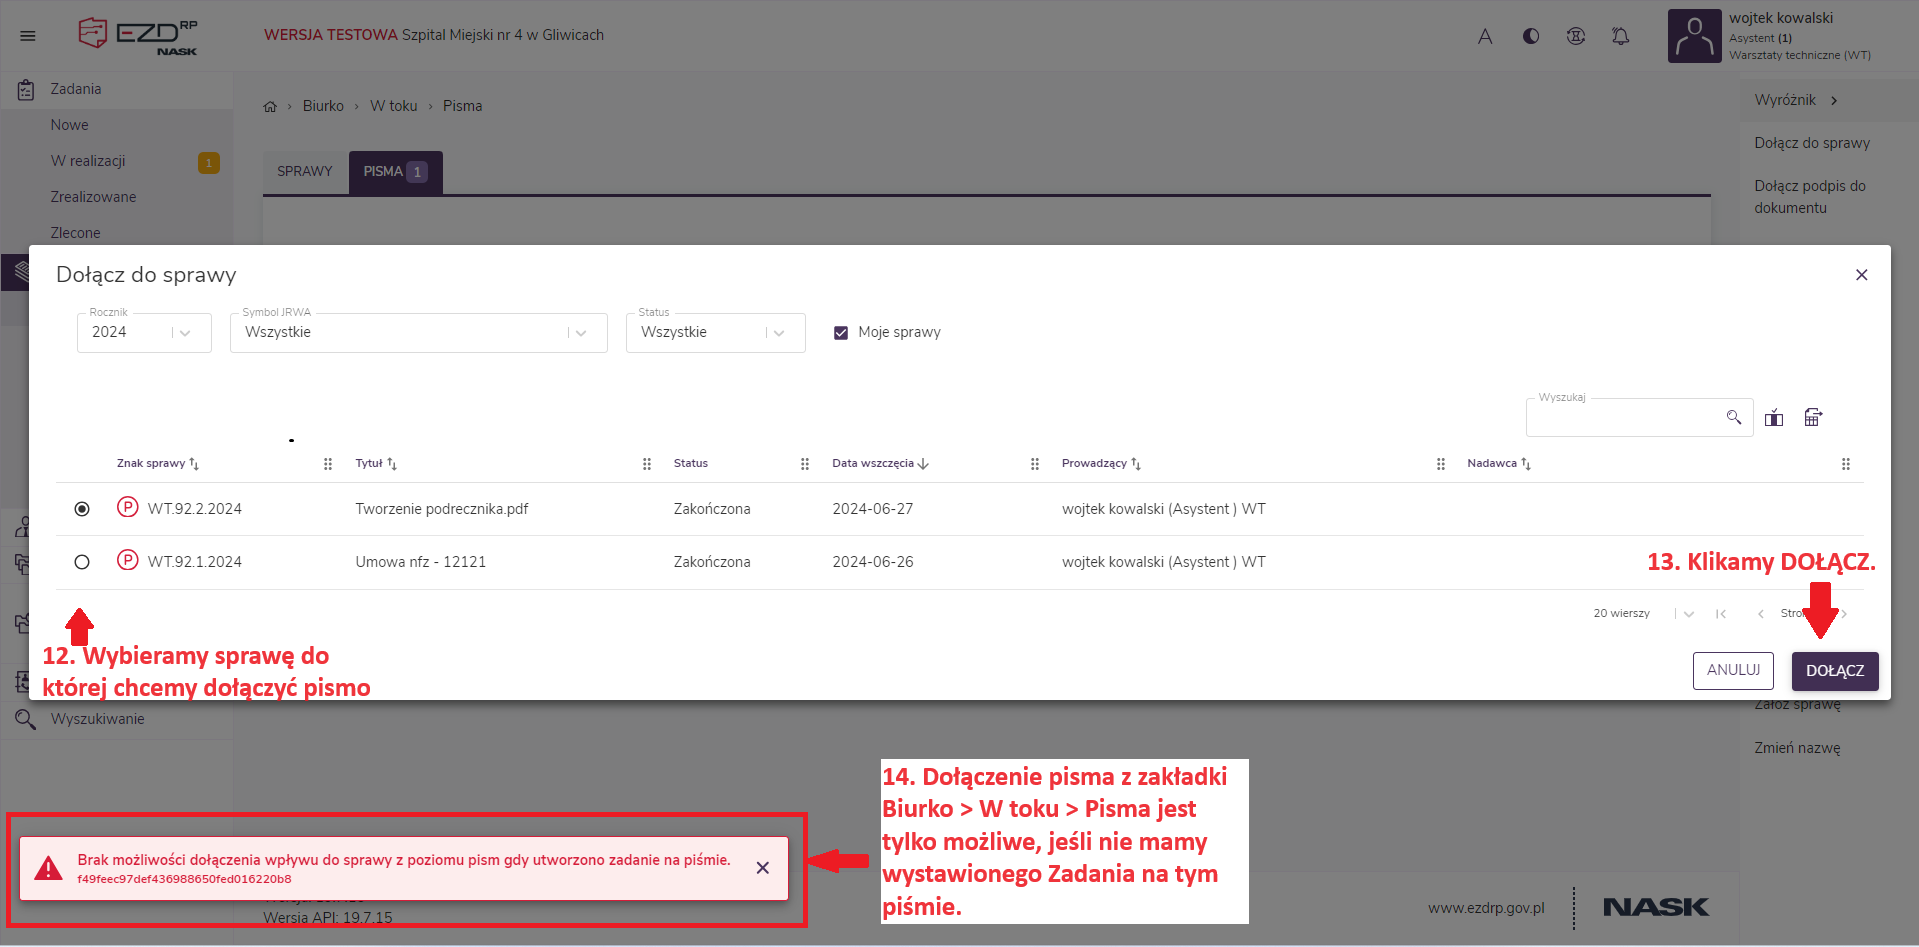 EZD RP
NASK
WERSJA TESTOWA Szpital Miejski nr 4 w Gliwicach
wojtek kowalski
Asystent (1)
Warsztaty techniczne (WT)
Zadania
Nowe
W realizacji 1
Zrealizowane
Zlecone
Biurko › W toku › Pisma
SPRAWY PISMA 1
Wyróżnik
Dołącz do sprawy
Dołącz podpis do
dokumentu
Dołącz do sprawy
Rocznik
2024
Symbol JRWA
Wszystkie
Status
Wszystkie
Moje sprawy
Wyszukaj
Znak sprawy Tytuł Status Data wszczęcia Prowadzący Nadawca
P WT.92.2.2024 Tworzenie podrecznika.pdf Zakończona 2024-06-27 wojtek kowalski (Asystent ) WT
P WT.92.1.2024 Umowa nfz - 12121 Zakończona 2024-06-26 wojtek kowalski (Asystent ) WT
13. Klikamy DOŁĄCZ.
20 wierszy
12. Wybieramy sprawę do
której chcemy dołączyć pismo
ANULUJ DOŁĄCZ
Wyszukiwanie
Załóż sprawę
Zmień nazwę
14. Dołączenie pisma z zakładki
Biurko > W toku > Pisma jest
tylko możliwe, jeśli nie mamy
wystawionego Zadania na tym
piśmie.
Brak możliwości dołączenia wpływu do sprawy z poziomu pism gdy utworzono zadanie na piśmie.
f49feec97def436988650fed016220b8
Wersja API: 19.7.15
www.ezdrp.gov.pl
NASK